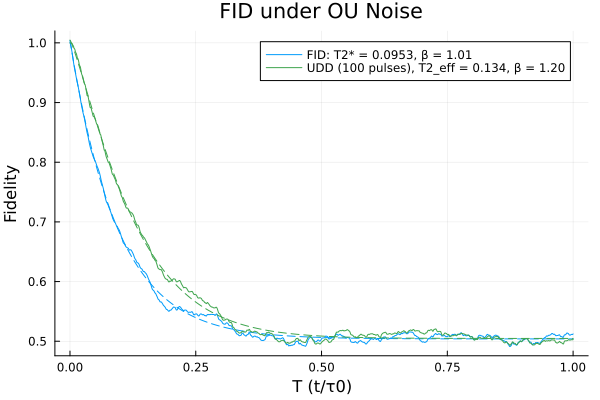 FID under OU Noise
FID: T2* = 0.0953, β = 1.01
UDD (100 pulses), T2_eff = 0.134, β = 1.20
Fidelity
1.0
0.9
0.8
0.7
0.6
0.5
0.00
0.25
0.50
0.75
1.00
T (t/τ0)